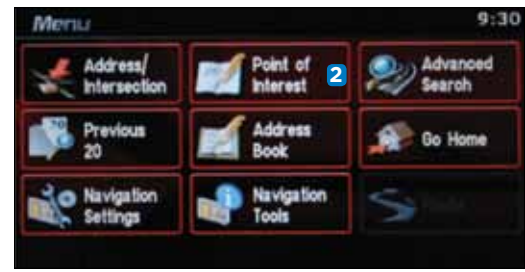 Menu 9:30
Address/
Intersection
Point of
Interest
2
Advanced
Search
Previous
20
Address
Book
Go Home
Navigation
Settings
Navigation
Tools